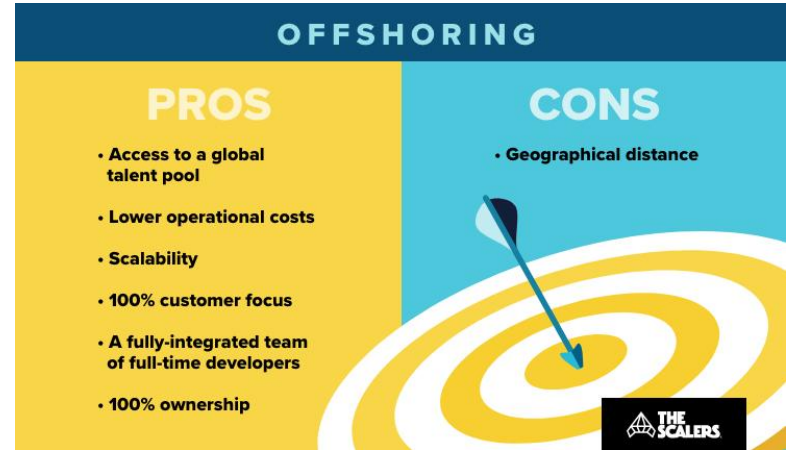 OFFSHORING
PROS
• Access to a global
talent pool
• Lower operational costs
• Scalability
• 100% customer focus
• A fully-integrated team
of full-time developers
• 100% ownership
CONS
• Geographical distance
THE
SCALERS